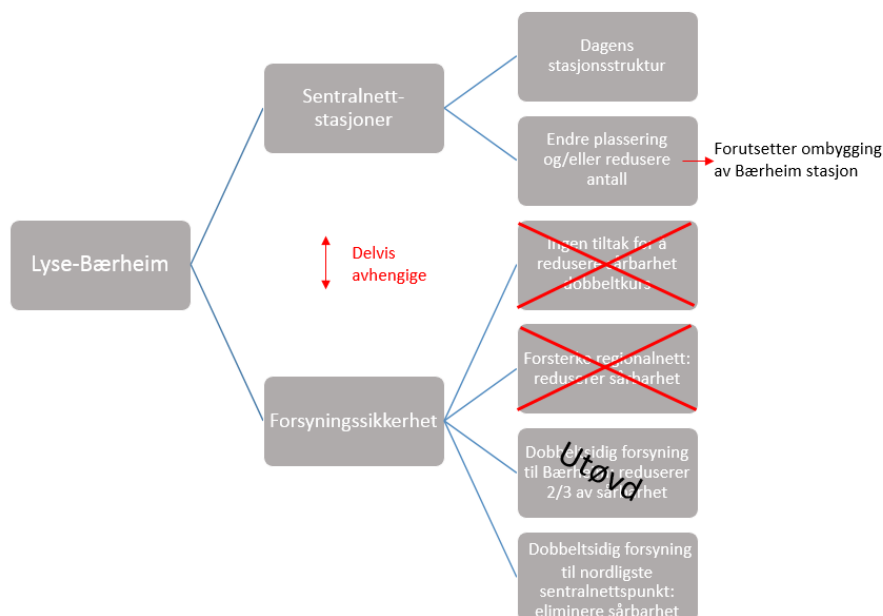 Dagens
stasjonsstruktur
Sentralnett-
stasjoner
Endre plassering
og/eller redusere
antall
Forutsetter ombygging
av Bærheim stasjon
Lyse-Bærheim
Delvis
avhengige
Ingen tiltak for å
redusere sårbarhet
dobbeltkurs
Forsterke regionalnett:
reduserer sårbarhet
Forsyningssikkerhet
Dobbeltsidig forsyning
til Bærheim: reduserer
2/3 av sårbarhet
Utøvd
Dobbeltsidig forsyning
til nordligste
sentralnettspunkt:
eliminere sårbarhet